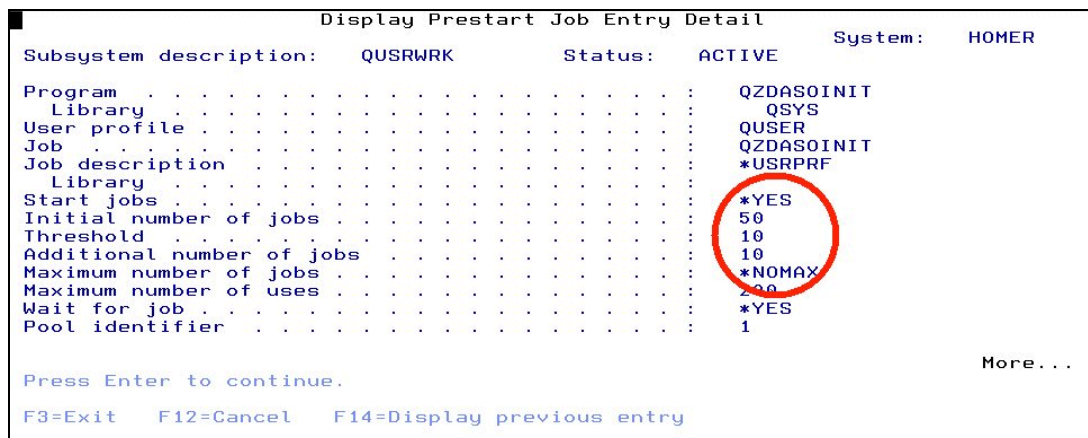 Display Prestart Job Entry Detail
System: HOMER
Subsystem description: QUSRWRK Status: ACTIVE
Program . . . . . . . . . . . . . . . . . . . . : QZDASOINIT
Library . . . . . . . . . . . . . . . . . . . : QSYS
User profile . . . . . . . . . . . . . . . . . . : QUSER
Job . . . . . . . . . . . . . . . . . . . . . . : QZDASOINIT
Job description . . . . . . . . . . . . . . . . : *USRPRF
Library . . . . . . . . . . . . . . . . . . . :
Start jobs . . . . . . . . . . . . . . . . . . . : *YES
Initial number of jobs . . . . . . . . . . . . . : 50
Threshold . . . . . . . . . . . . . . . . . . . : 10
Additional number of jobs . . . . . . . . . . . : 10
Maximum number of jobs . . . . . . . . . . . . . : *NOMAX
Maximum number of uses . . . . . . . . . . . . . : 200
Wait for job . . . . . . . . . . . . . . . . . . : *YES
Pool identifier . . . . . . . . . . . . . . . . : 1
More...
Press Enter to continue.
F3=Exit F12=Cancel F14=Display previous entry